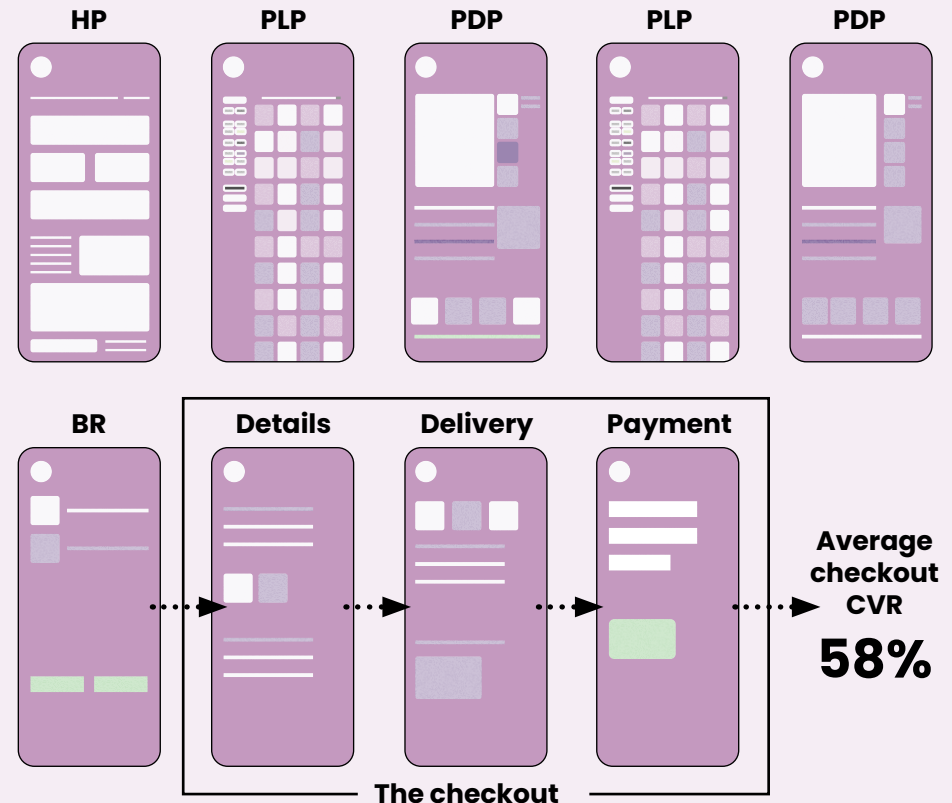 HP
PLP
PDP
PLP
PDP
BR
Details
Delivery
Payment
Average
checkout
CVR
58%
The checkout